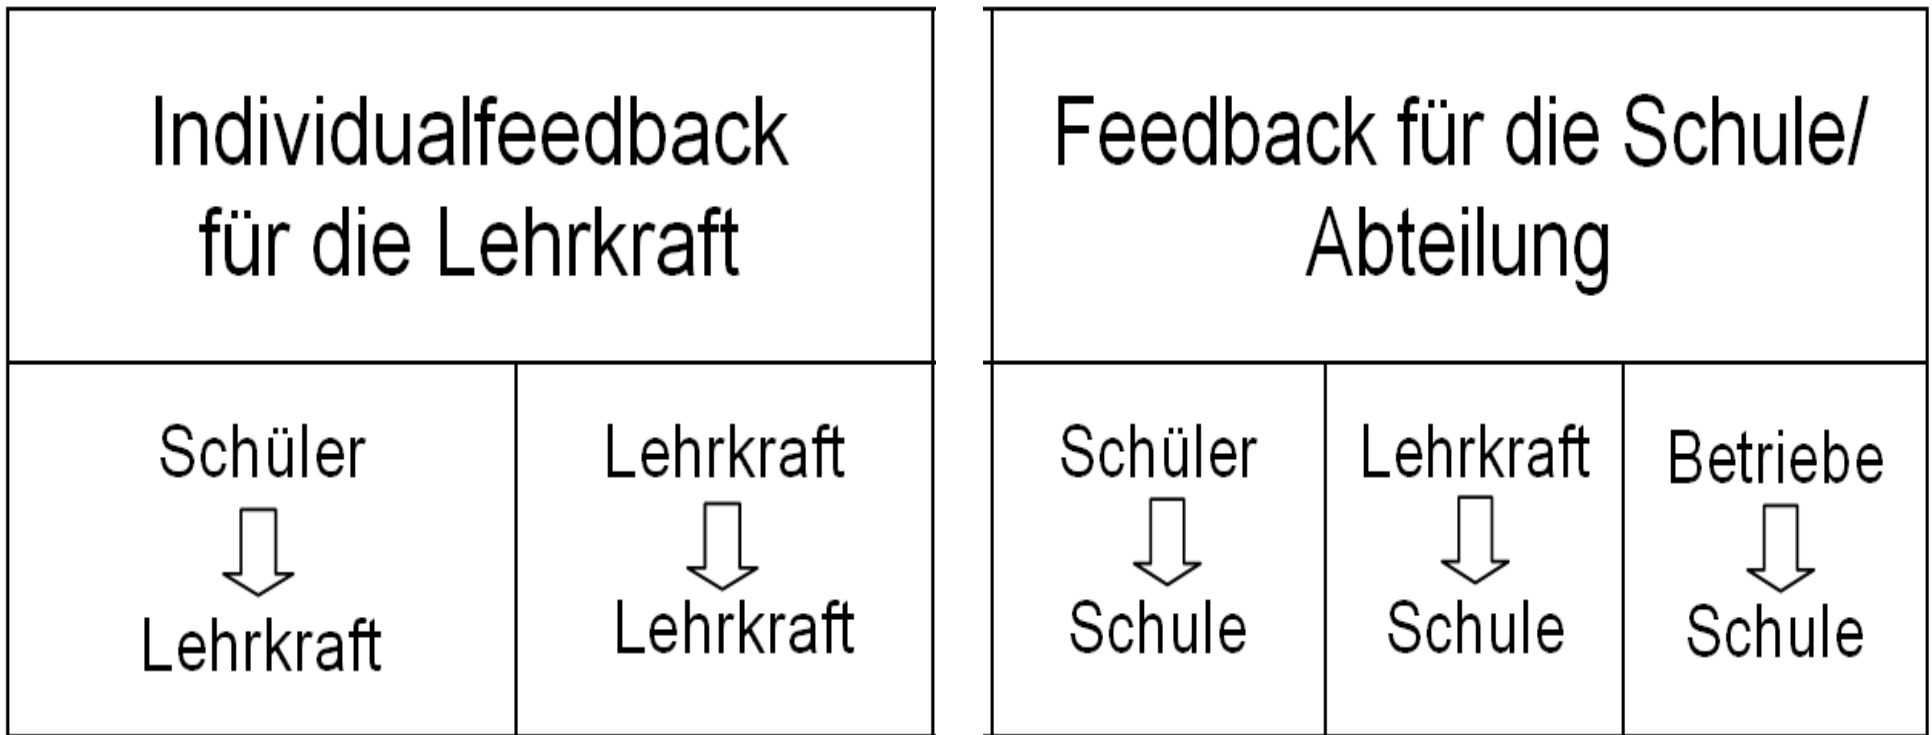 Individualfeedback
für die Lehrkraft
Feedback für die Schule/
Abteilung
Schüler
Lehrkraft
Lehrkraft
Lehrkraft
Schüler
Schule
Lehrkraft
Schule
Betriebe
Schule